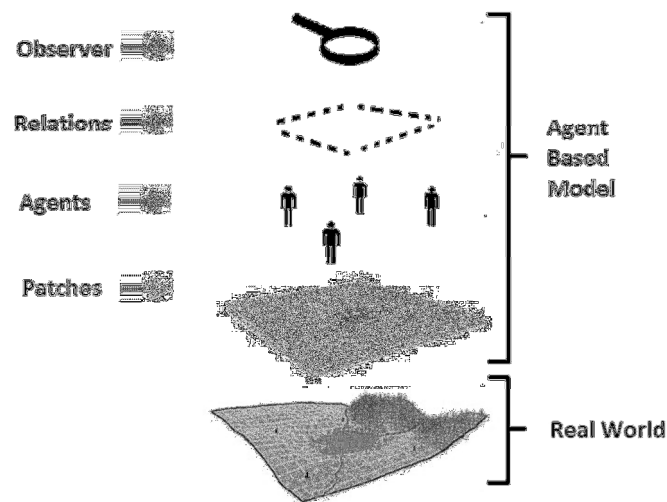 Observer
Relations
Agents
Patches
Agent
Based
Model
Real World